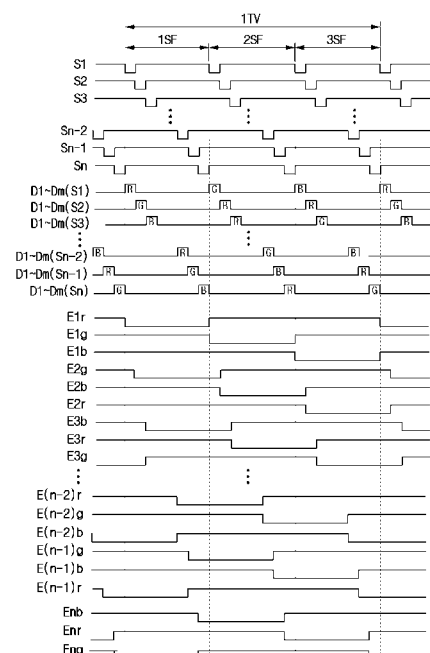 1TV
1SF 2SF 3SF
S1
S2
S3
Sn-2
Sn-1
Sn
D1~Dm(S1) R G B R
D1~Dm(S2) G R B G
D1~Dm(S3) B R G B
D1~Dm(Sn-2) B R G B
D1~Dm(Sn-1) R G B R
D1~Dm(Sn) G B R G
E1r
E1g
E1b
E2g
E2b
E2r
E3b
E3r
E3g
E(n-2)r
E(n-2)g
E(n-2)b
E(n-1)g
E(n-1)b
E(n-1)r
Enb
Enr
Eng